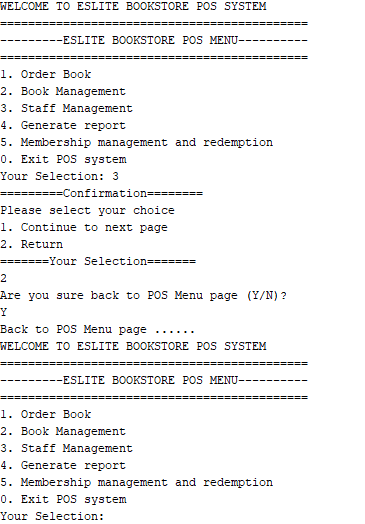 WELCOME TO ESLITE BOOKSTORE POS SYSTEM
============================================
---------ESLITE BOOKSTORE POS MENU----------
============================================
1. Order Book
2. Book Management
3. Staff Management
4. Generate report
5. Membership management and redemption
0. Exit POS system
Your Selection: 3
=========Confirmation========
Please select your choice
1. Continue to next page
2. Return
=======Your Selection=======
2
Are you sure back to POS Menu page (Y/N)?
Y
Back to POS Menu page ......
WELCOME TO ESLITE BOOKSTORE POS SYSTEM
============================================
---------ESLITE BOOKSTORE POS MENU----------
============================================
1. Order Book
2. Book Management
3. Staff Management
4. Generate report
5. Membership management and redemption
0. Exit POS system
Your Selection: